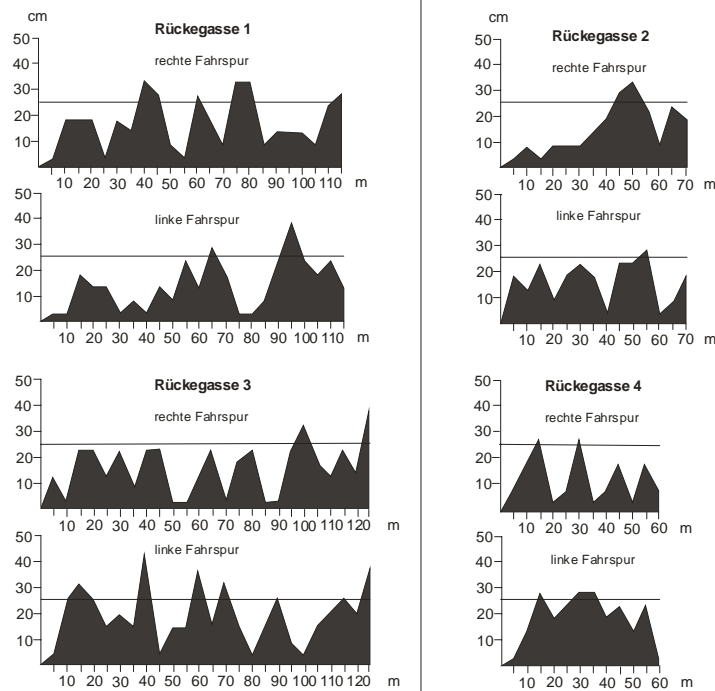 cm
Rückegasse 1
rechte Fahrspur
50
40
30
20
10
10 20 30 40 50 60 70 80 90 100 110 m
linke Fahrspur
50
40
30
20
10
10 20 30 40 50 60 70 80 90 100 110 m
cm
Rückegasse 2
rechte Fahrspur
50
40
30
20
10
10 20 30 40 50 60 70 m
linke Fahrspur
50
40
30
20
10
10 20 30 40 50 60 70 m
Rückegasse 3
rechte Fahrspur
50
40
30
20
10
10 20 30 40 50 60 70 80 90 100 110 120 m
linke Fahrspur
50
40
30
20
10
10 20 30 40 50 60 70 80 90 100 110 120 m
Rückegasse 4
rechte Fahrspur
50
40
30
20
10
10 20 30 40 50 60 m
linke Fahrspur
50
40
30
20
10
10 20 30 40 50 60 m